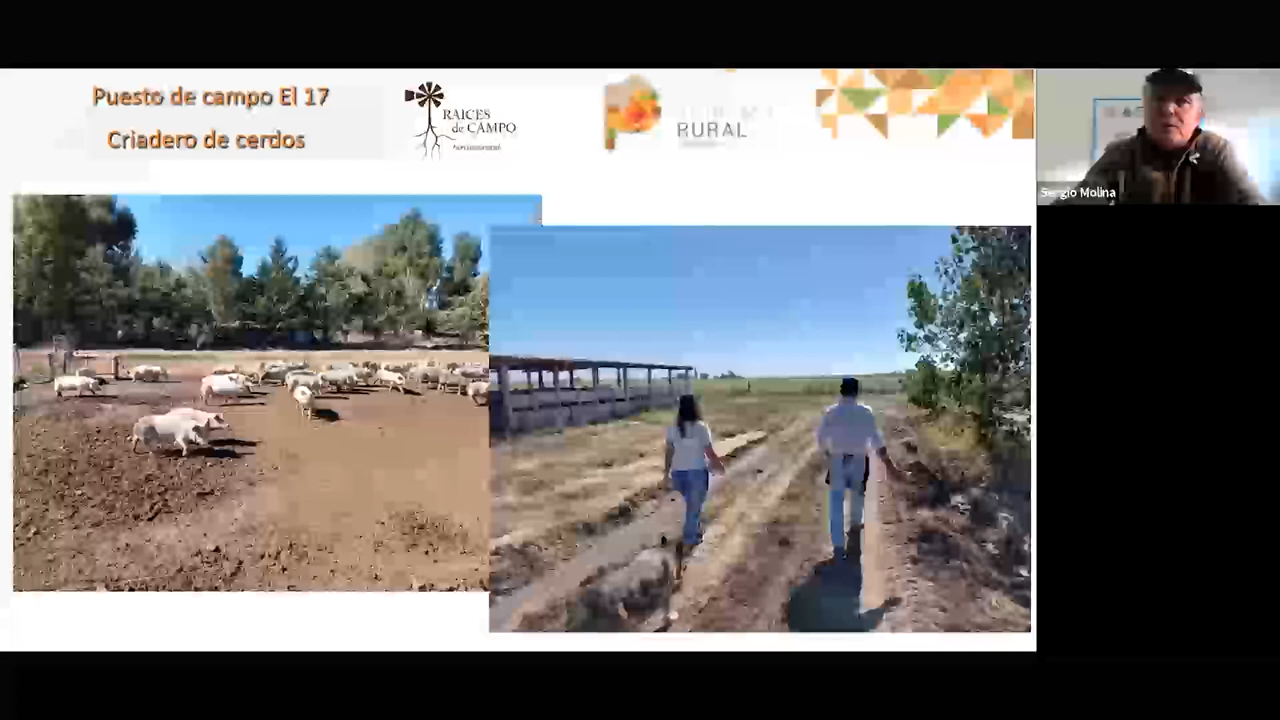 Puesto de campo El 17
Criadero de cerdos
RAICES
de CAMPO
RURAL
Sergio Molina